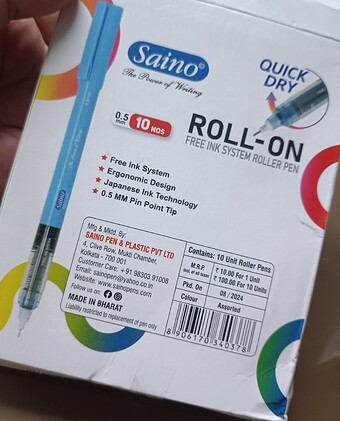 Saino®
The Power of Writing
QUICK
DRY
0.5
mm
10 NOS
ROLL-ON
FREE INK SYSTEM ROLLER PEN
★ Free Ink System
★ Ergonomic Design
★ Japanese Ink Technology
★ 0.5 MM Pin Point Tip
Saino
Mfg & Mktd. By:
SAINO PEN & PLASTIC PVT LTD
4, Clive Row, Mukti Chamber,
Kolkata - 700 001
Customer Care: +91 98303 91008
Email: sainopen@yahoo.co.in
Website: www.sainopens.com
Follow us on:
MADE IN BHARAT
Liability restricted to replacement of pen only
Contains: 10 Unit Roller Pens
M.R.P. incl. of all taxes
₹ 10.00 For 1 Unit
₹ 100.00 For 10 Units
Pkd. On 08 / 2024
Colour Assorted
8 906170 340378